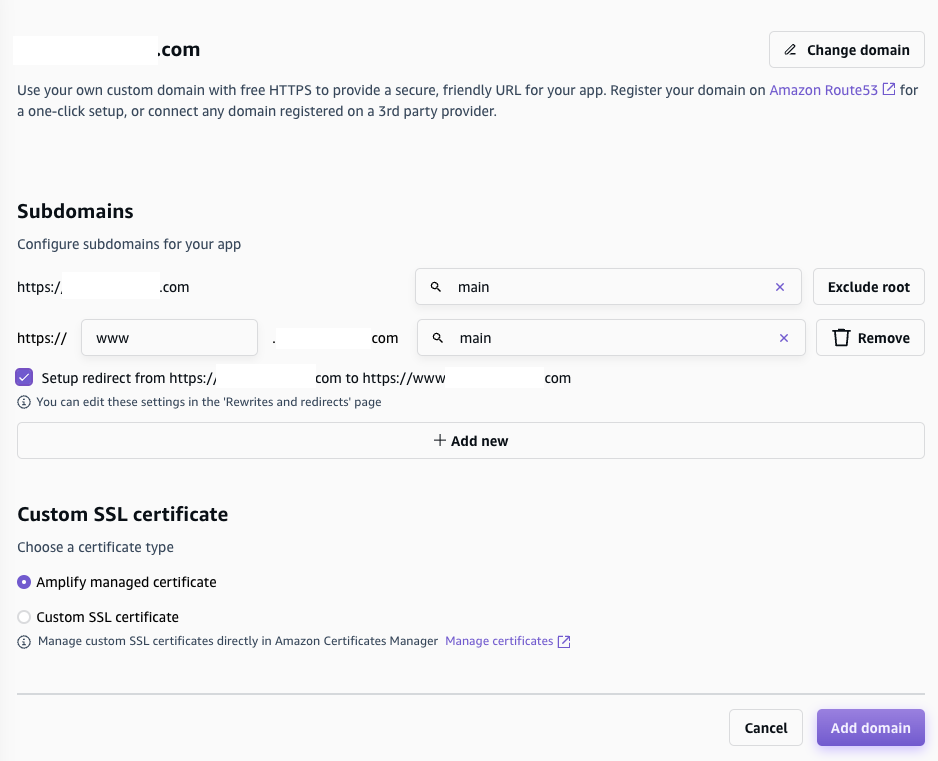 .com
Change domain
Use your own custom domain with free HTTPS to provide a secure, friendly URL for your app. Register your domain on Amazon Route53 for
a one-click setup, or connect any domain registered on a 3rd party provider.
Subdomains
Configure subdomains for your app
https:/ .com main Exclude root
https:// www . com main Remove
Setup redirect from https:/ com to https://www com
You can edit these settings in the 'Rewrites and redirects' page
+ Add new
Custom SSL certificate
Choose a certificate type
Amplify managed certificate
Custom SSL certificate
Manage custom SSL certificates directly in Amazon Certificates Manager Manage certificates
Cancel Add domain